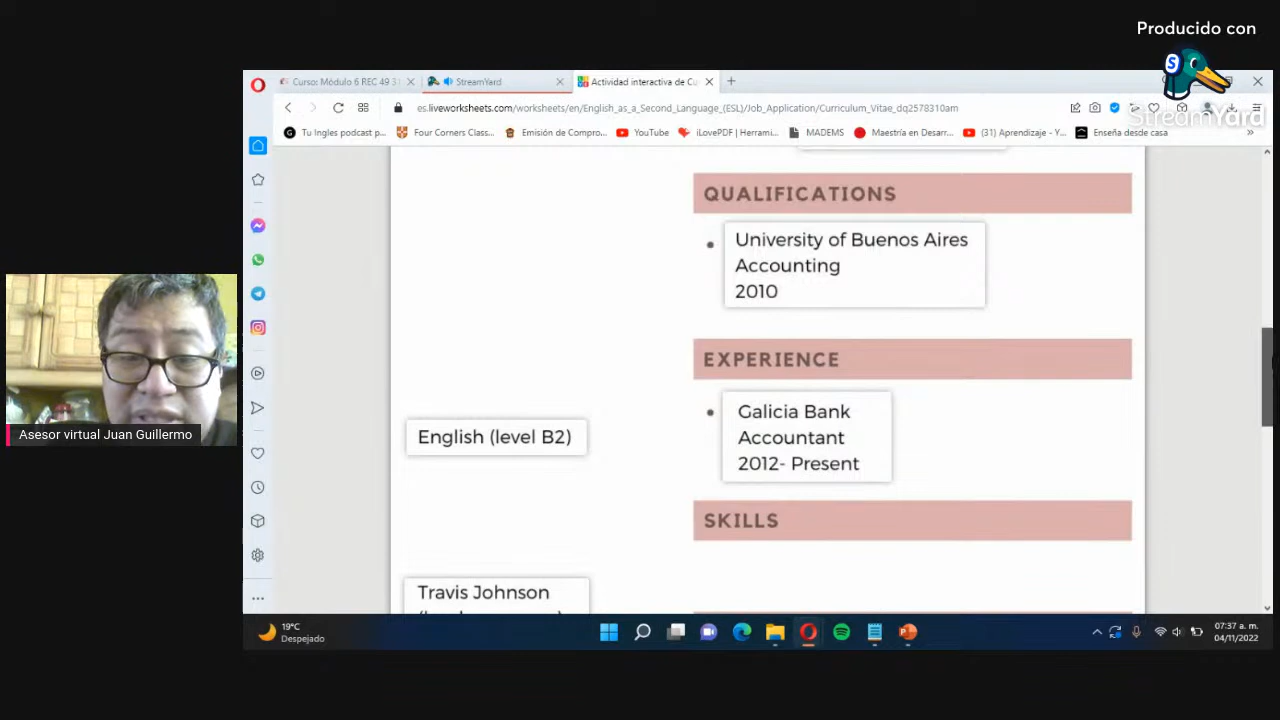 Producido con
StreamYard
Curso: Módulo 6 REC 49 3
StreamYard
Actividad interactiva de Cu
es.liveworksheets.com/worksheets/en/English_as_a_Second_Language_(ESL)/Job_Application/Curriculum_Vitae_dq2578310am
Tu Ingles podcast p...
Four Corners Class...
Emisión de Compro...
YouTube
iLovePDF | Herrami...
MADEMS
Maestría en Desarr...
(31) Aprendizaje - Y...
Enseña desde casa
QUALIFICATIONS
University of Buenos Aires
Accounting
2010
EXPERIENCE
Galicia Bank
Accountant
2012- Present
English (level B2)
SKILLS
Travis Johnson
Asesor virtual Juan Guillermo
19°C
Despejado
07:37 a. m.
04/11/2022